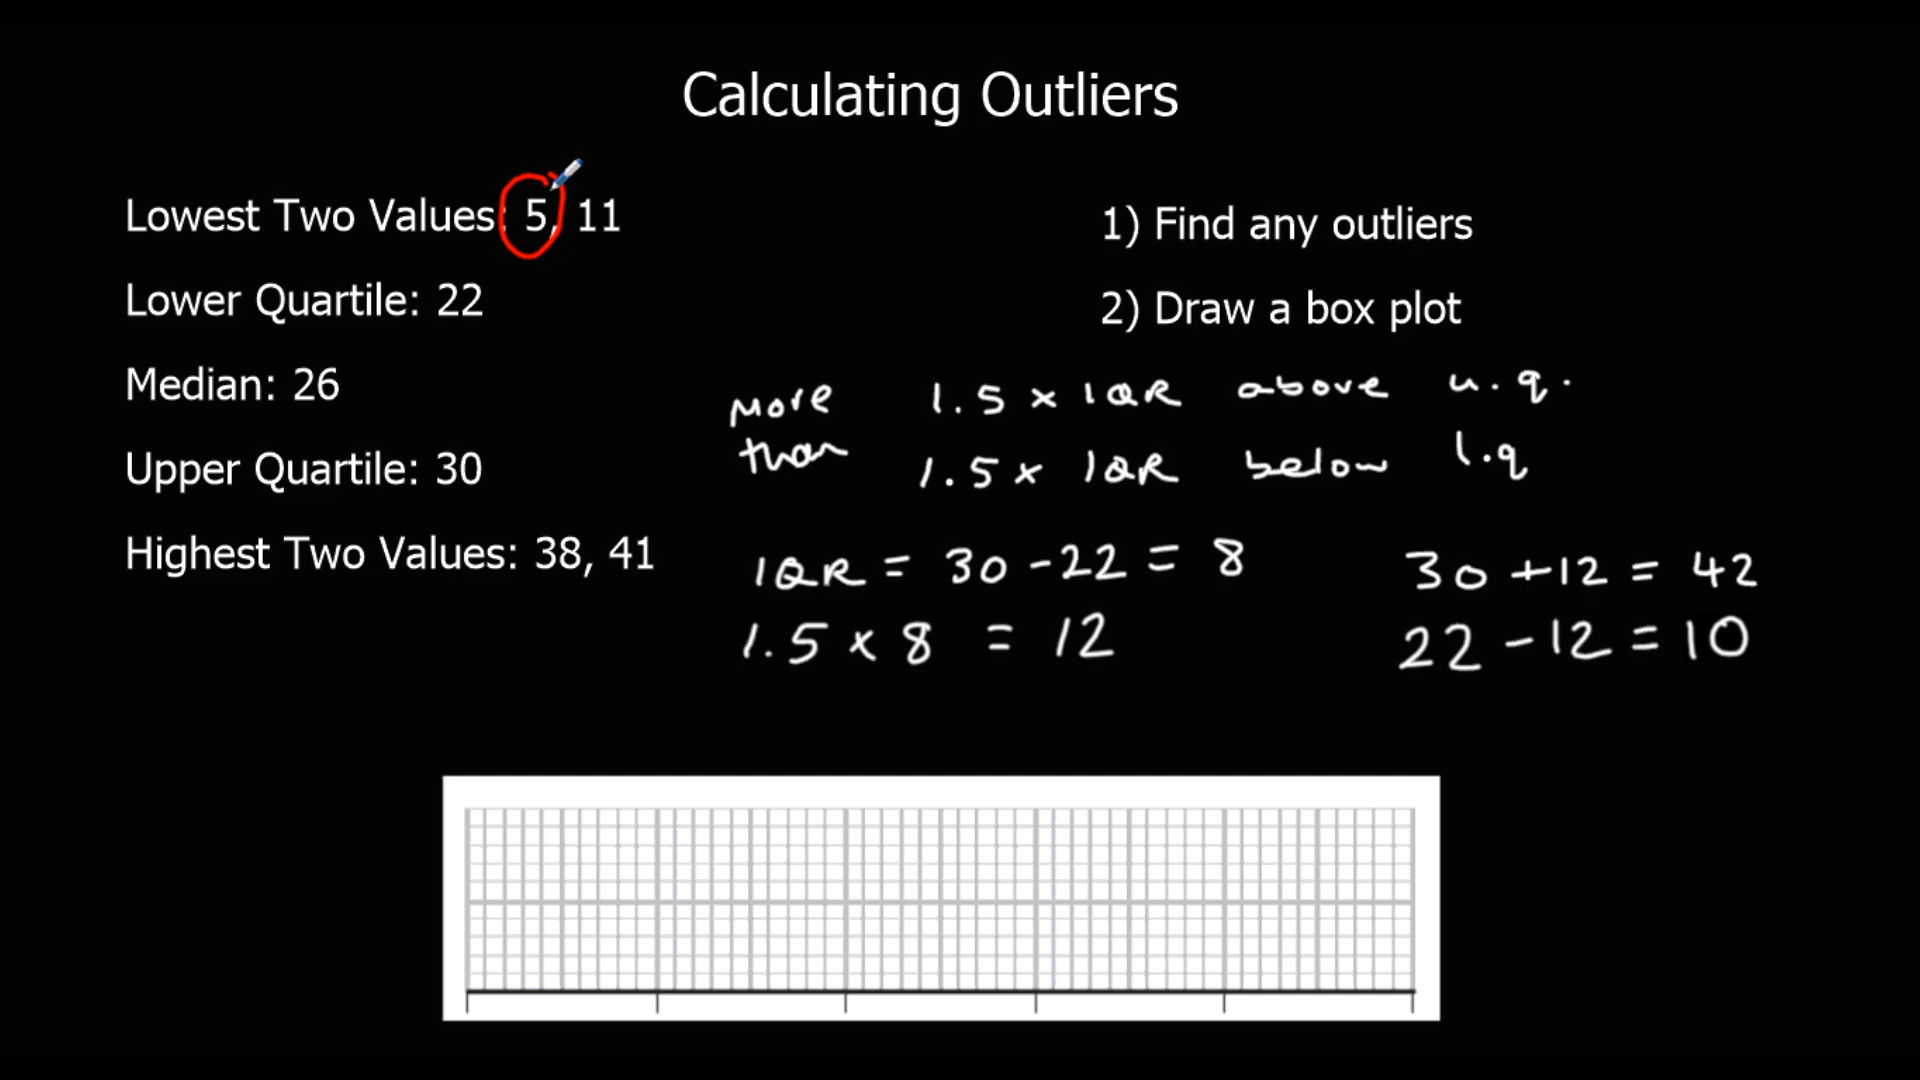 Calculating Outliers
Lowest Two Values: 5, 11
Lower Quartile: 22
Median: 26
Upper Quartile: 30
Highest Two Values: 38, 41
1) Find any outliers
2) Draw a box plot
More than
1.5 x IQR above u.q.
1.5 x IQR below l.q
IQR = 30 - 22 = 8
1.5 x 8 = 12
30 + 12 = 42
22 - 12 = 10